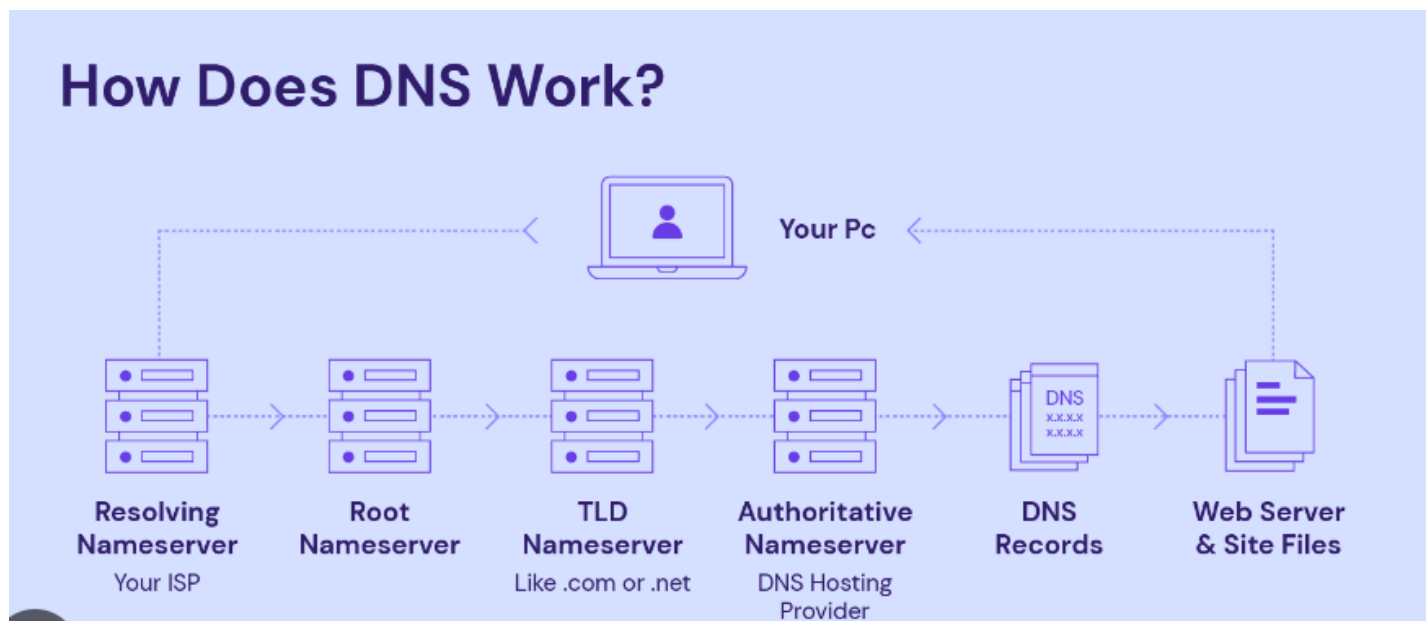 How Does DNS Work?
Your Pc
DNS
x.x.x.x
x.x.x.x
Resolving
Nameserver
Your ISP
Root
Nameserver
TLD
Nameserver
Like .com or .net
Authoritative
Nameserver
DNS Hosting
Provider
DNS
Records
Web Server
& Site Files